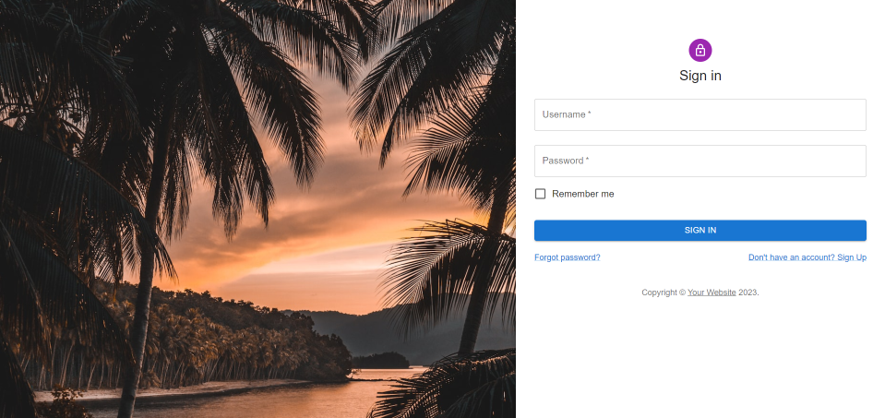 Sign in
Username *
Password *
Remember me
SIGN IN
Forgot password?
Don't have an account? Sign Up
Copyright © Your Website 2023.